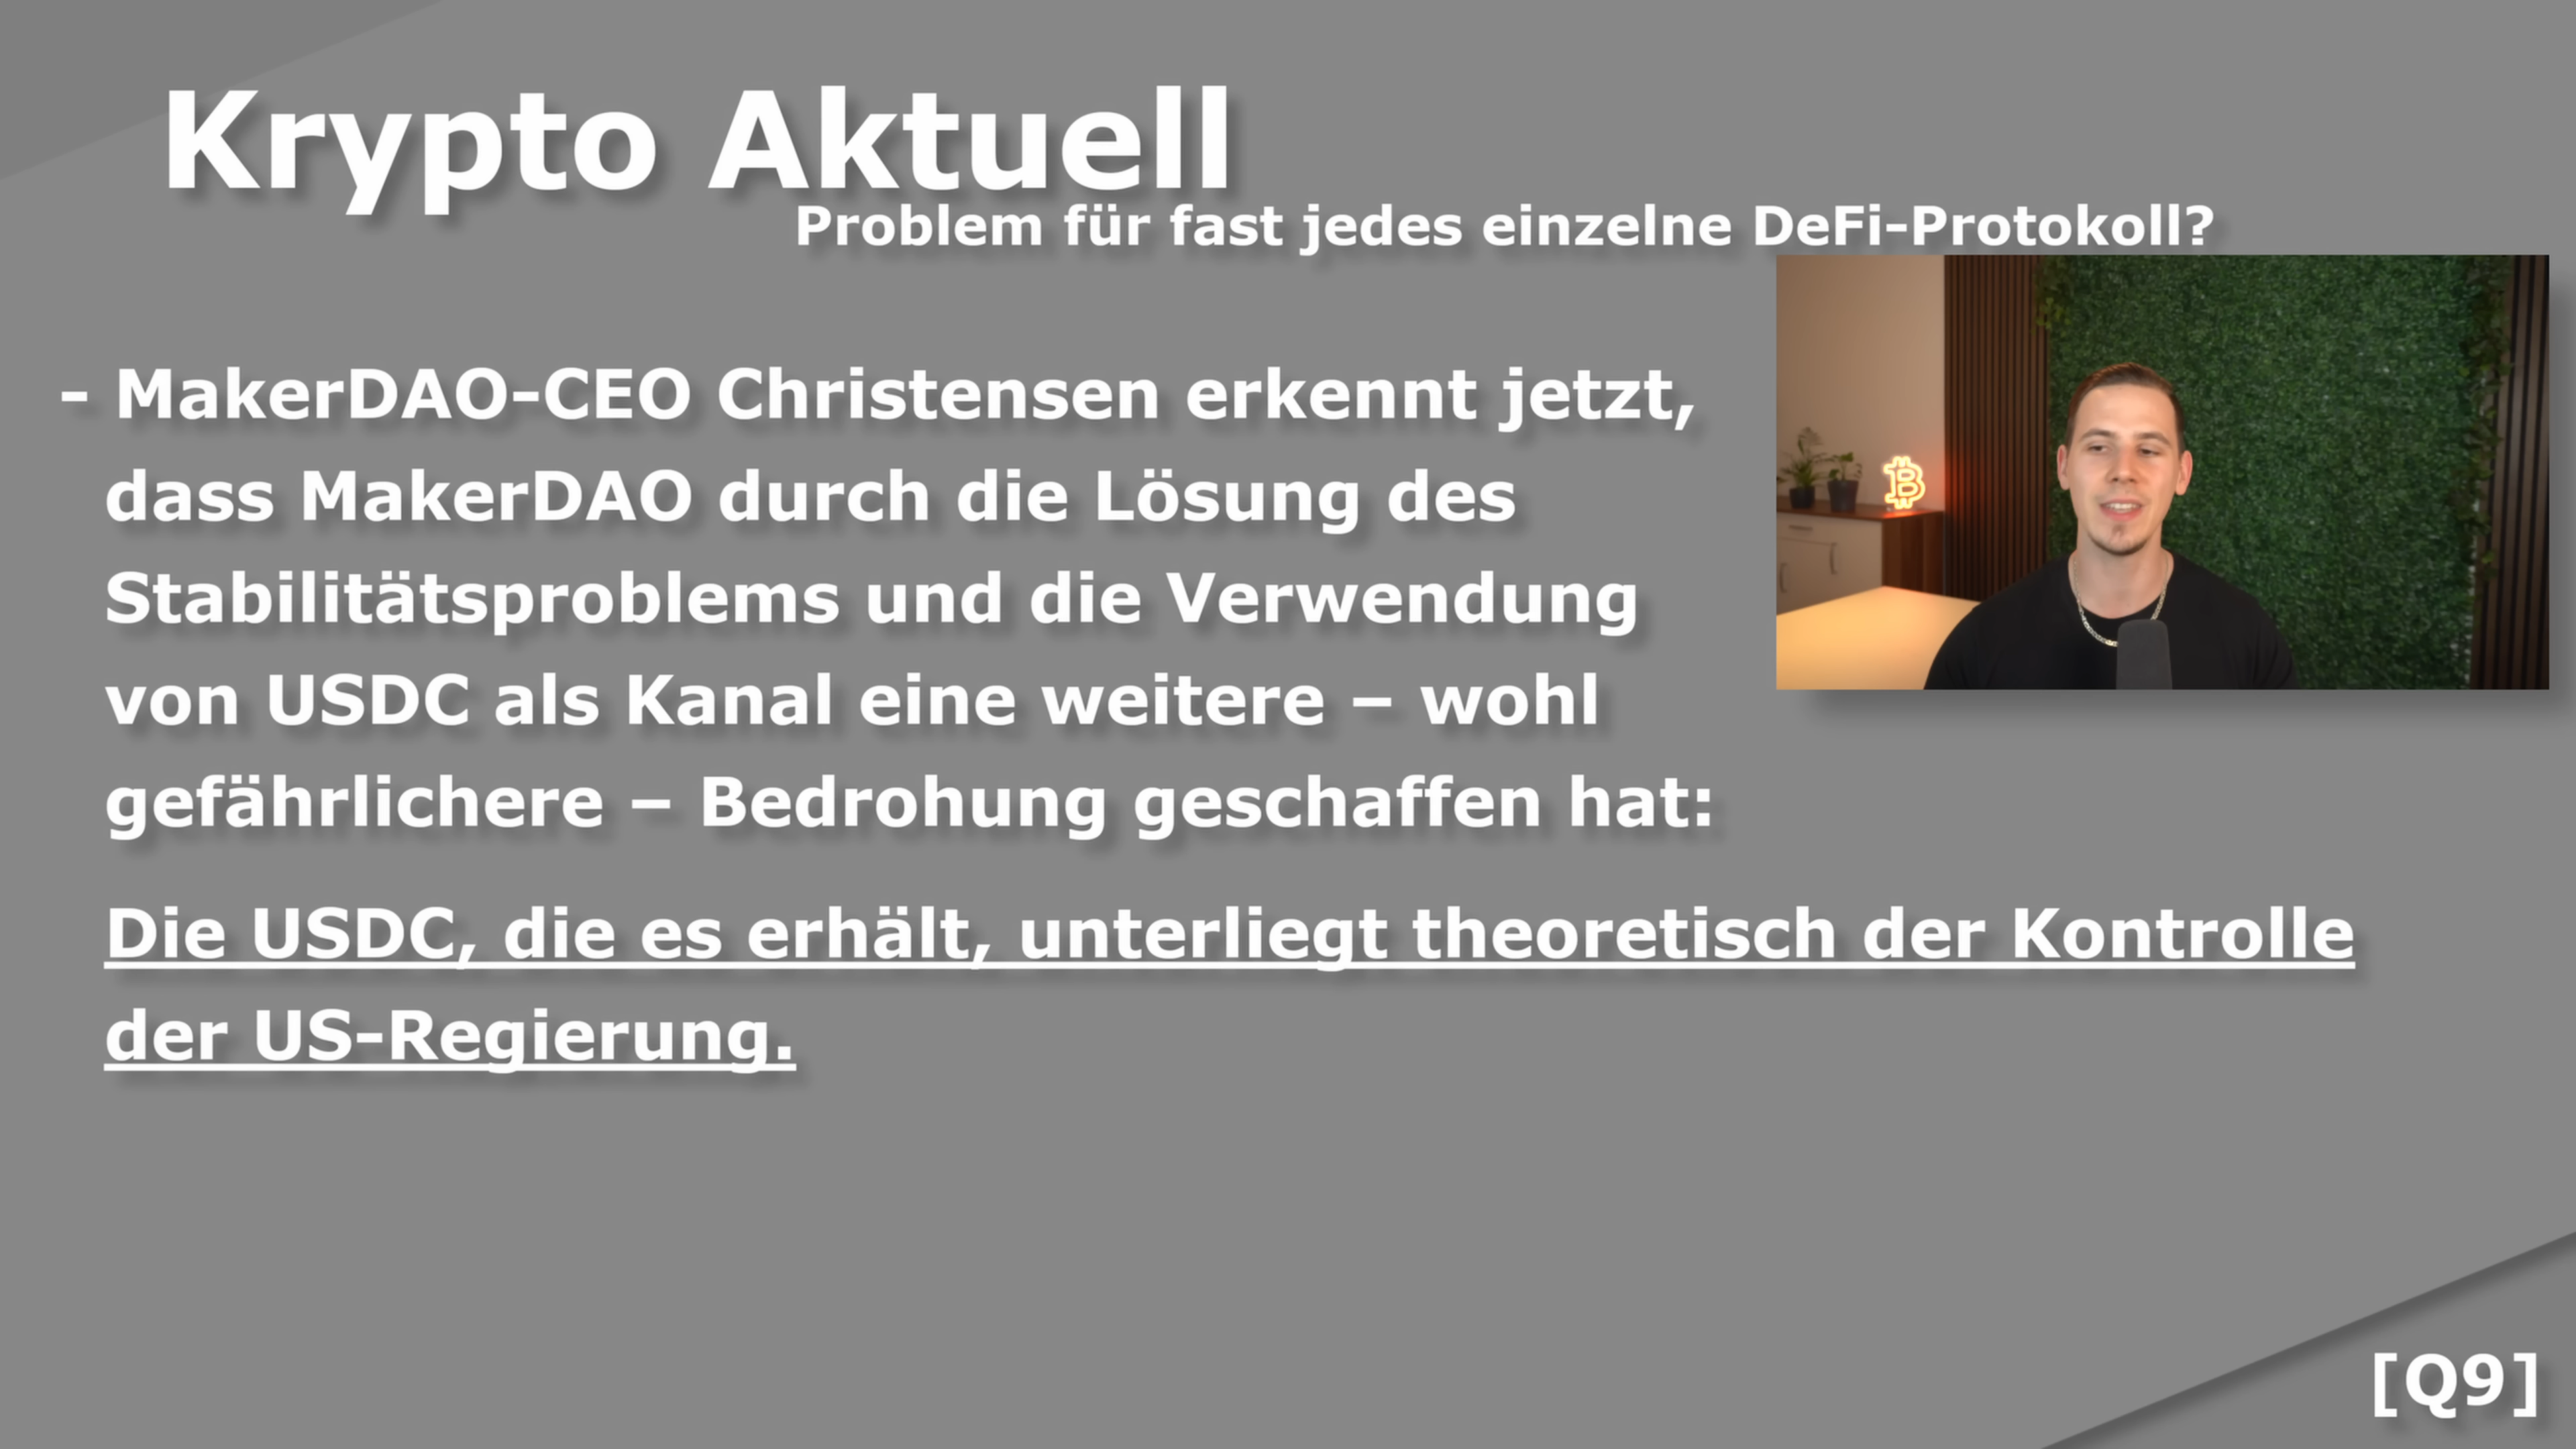 Krypto Aktuell
Problem für fast jedes einzelne DeFi-Protokoll?
- MakerDAO-CEO Christensen erkennt jetzt,
dass MakerDAO durch die Lösung des
Stabilitätsproblems und die Verwendung
von USDC als Kanal eine weitere – wohl
gefährlichere – Bedrohung geschaffen hat:
Die USDC, die es erhält, unterliegt theoretisch der Kontrolle
der US-Regierung.
[Q9]